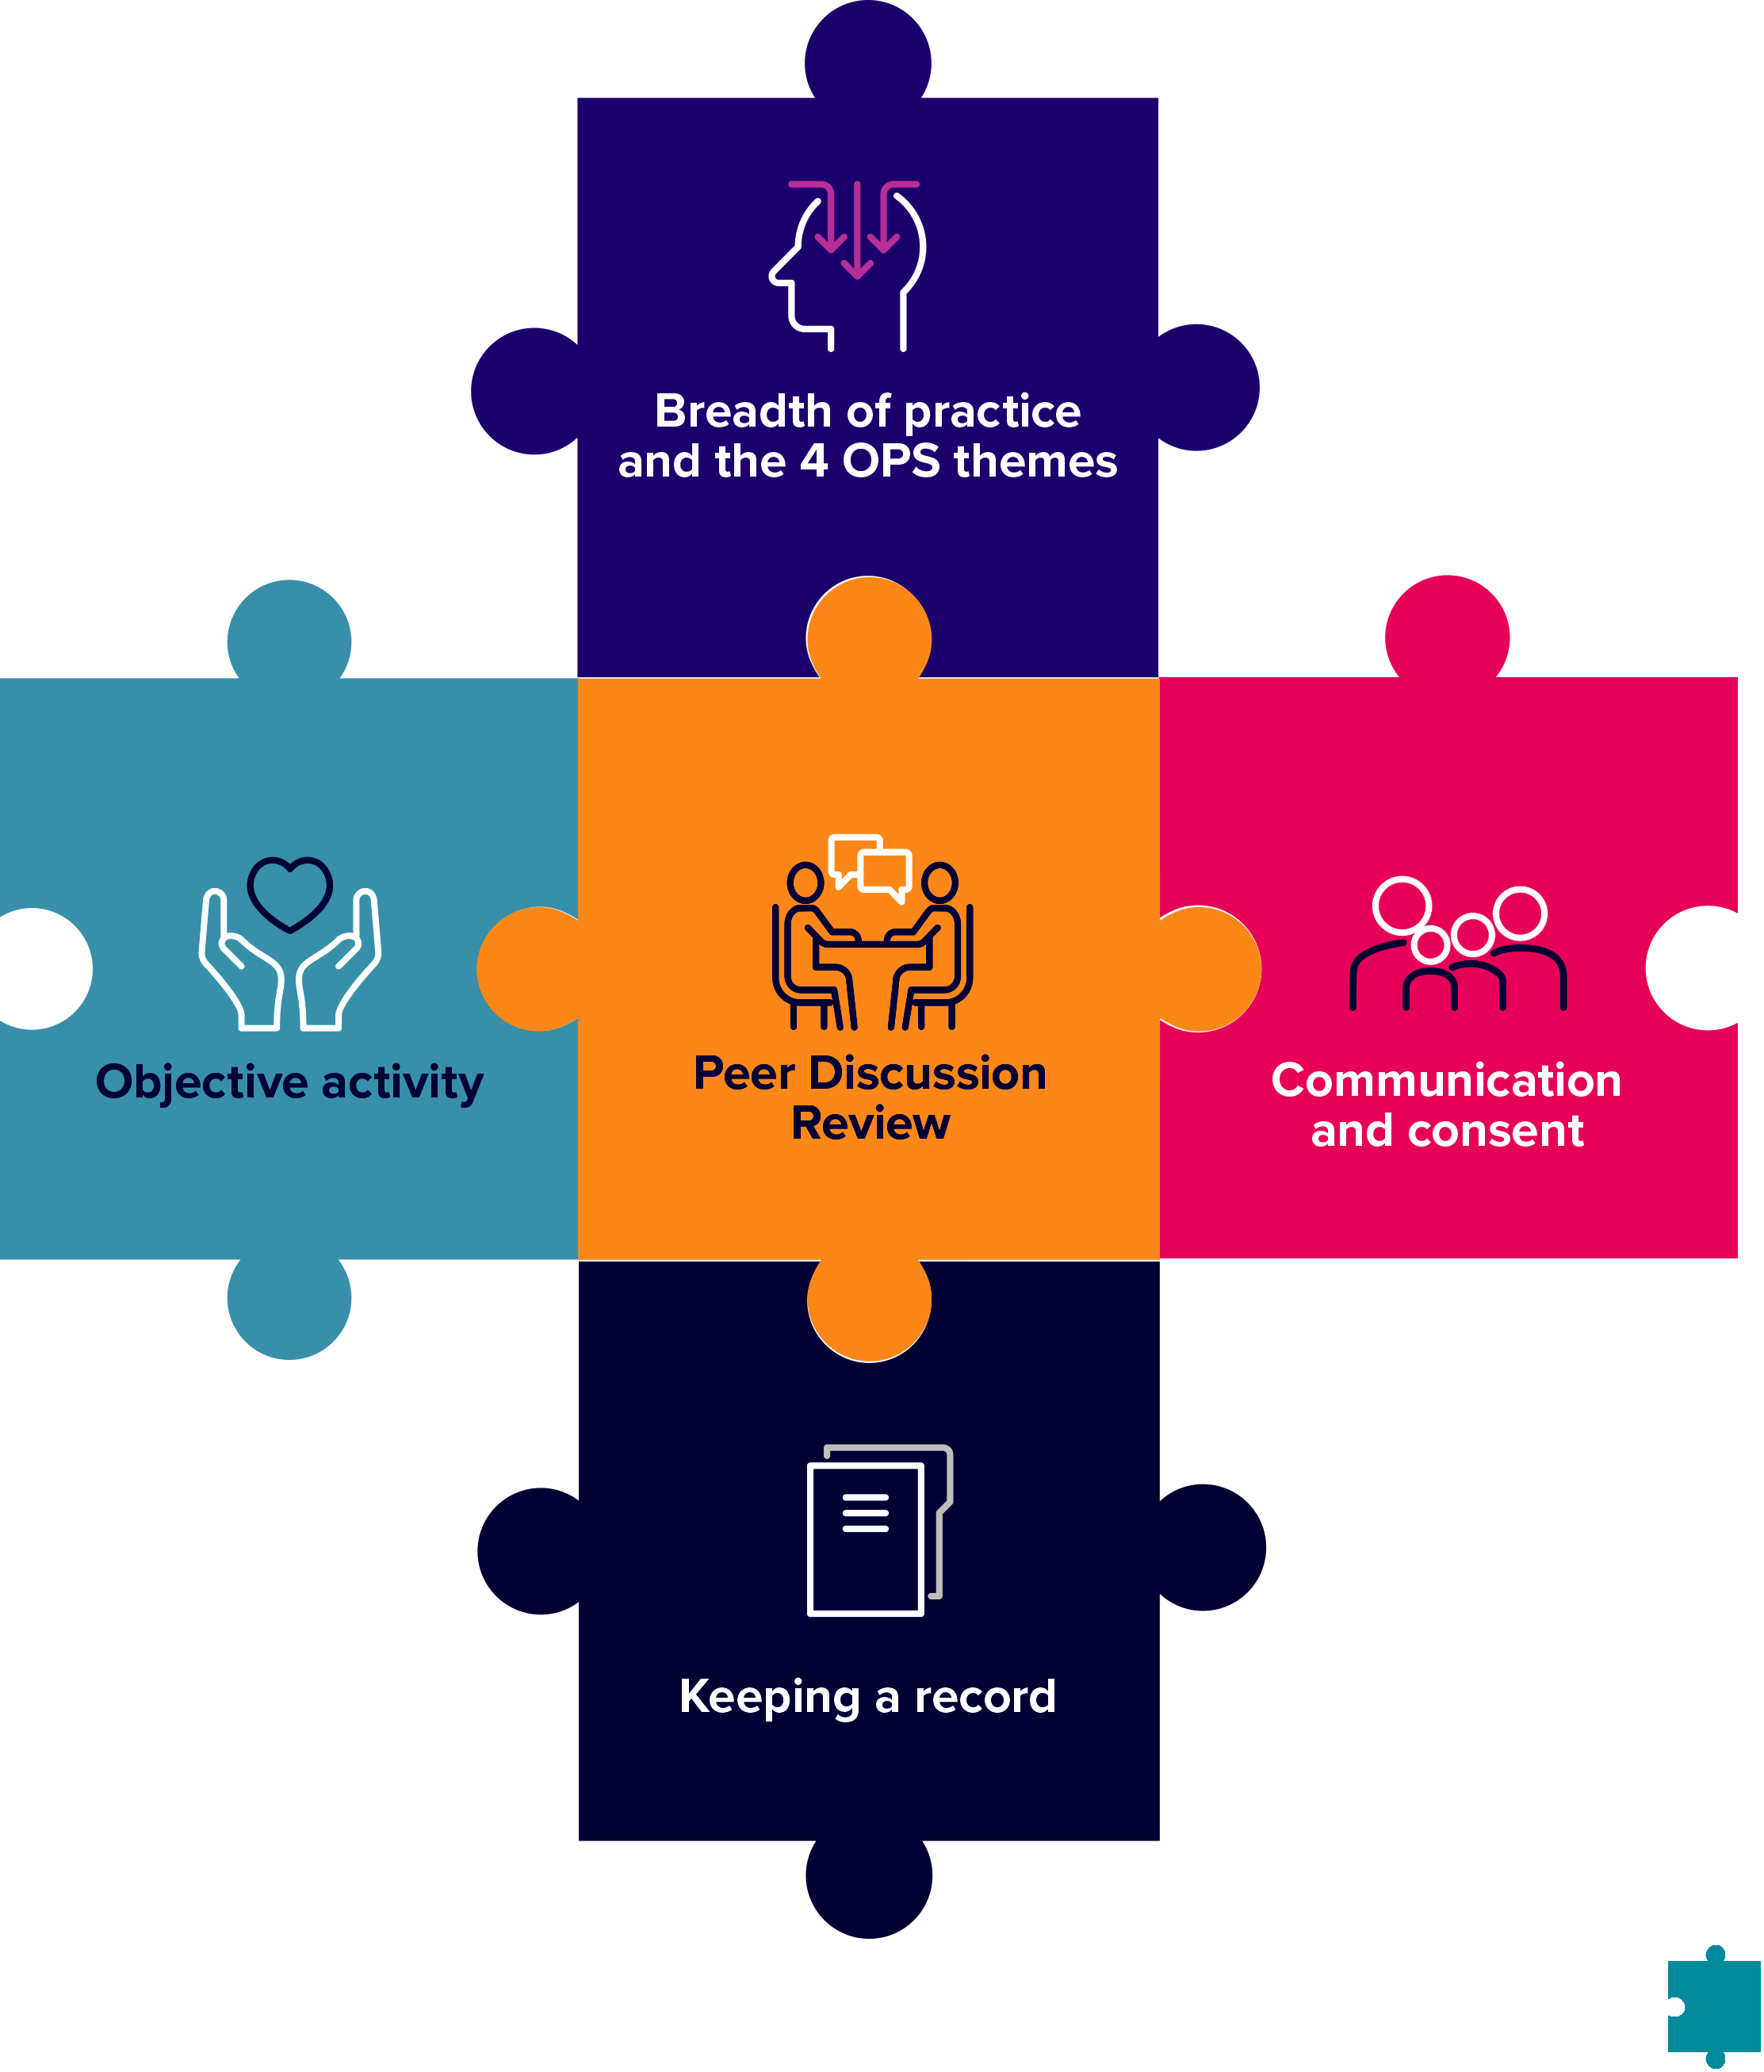 Breadth of practice
and the 4 OPS themes
Objective activity
Peer Discussion
Review
Communication
and consent
Keeping a record